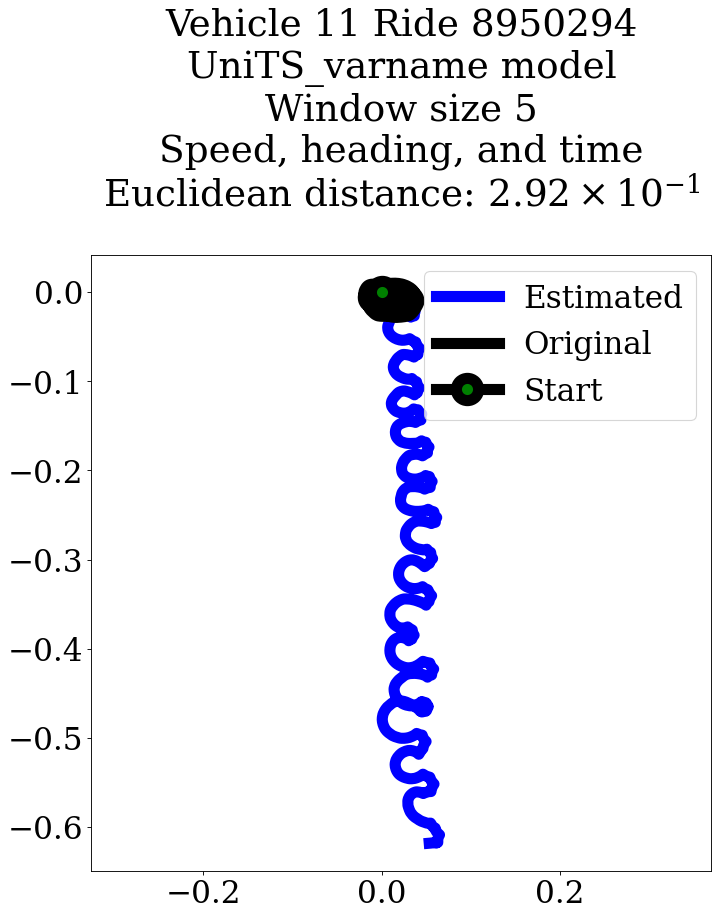 Vehicle 11 Ride 8950294
UniTS_varname model
Window size 5
Speed, heading, and time
Euclidean distance: 2.92 × 10⁻¹
Estimated
Original
Start
0.0
−0.1
−0.2
−0.3
−0.4
−0.5
−0.6
−0.2 0.0 0.2